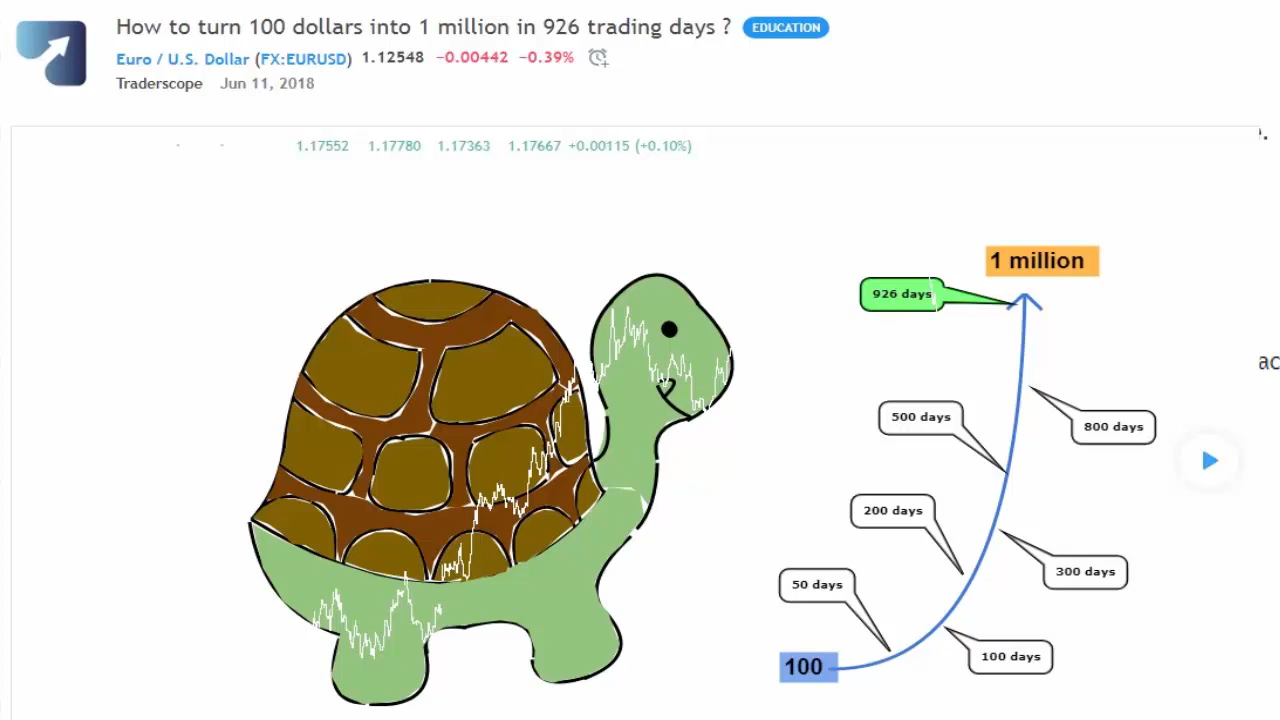 How to turn 100 dollars into 1 million in 926 trading days ? EDUCATION
Euro / U.S. Dollar (FX:EURUSD) 1.12548 −0.00442 −0.39%
Traderscope Jun 11, 2018
1.17552 1.17780 1.17363 1.17667 +0.00115 (+0.10%)
1 million
926 days
500 days
800 days
200 days
300 days
50 days
100 days
100
ac